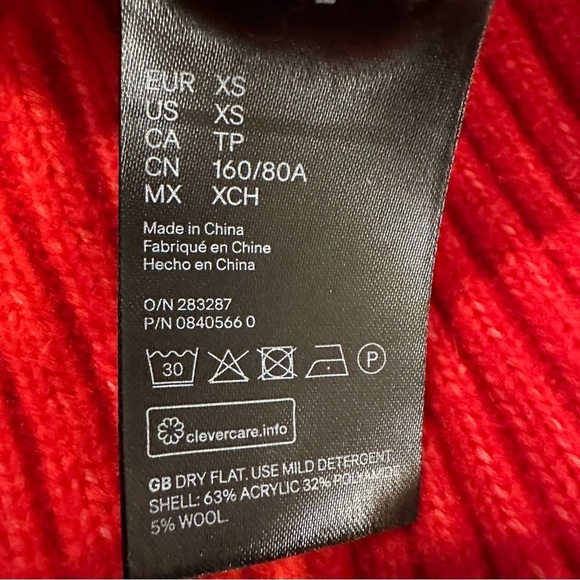 EUR XS
US XS
CA TP
CN 160/80A
MX XCH
Made in China
Fabriqué en Chine
Hecho en China
O/N 283287
P/N 0840566 0
30 P
clevercare.info
GB DRY FLAT. USE MILD DETERGENT.
SHELL: 63% ACRYLIC 32% POLYAMIDE
5% WOOL.